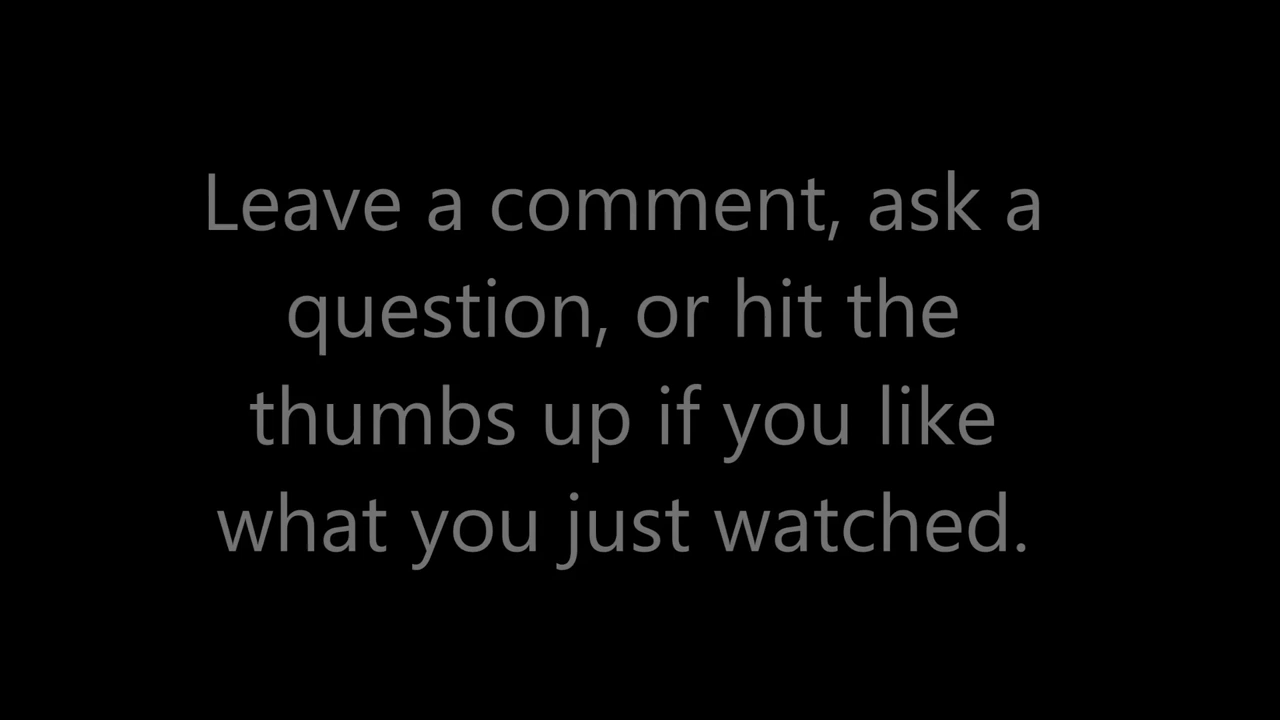 Leave a comment, ask a
question, or hit the
thumbs up if you like
what you just watched.